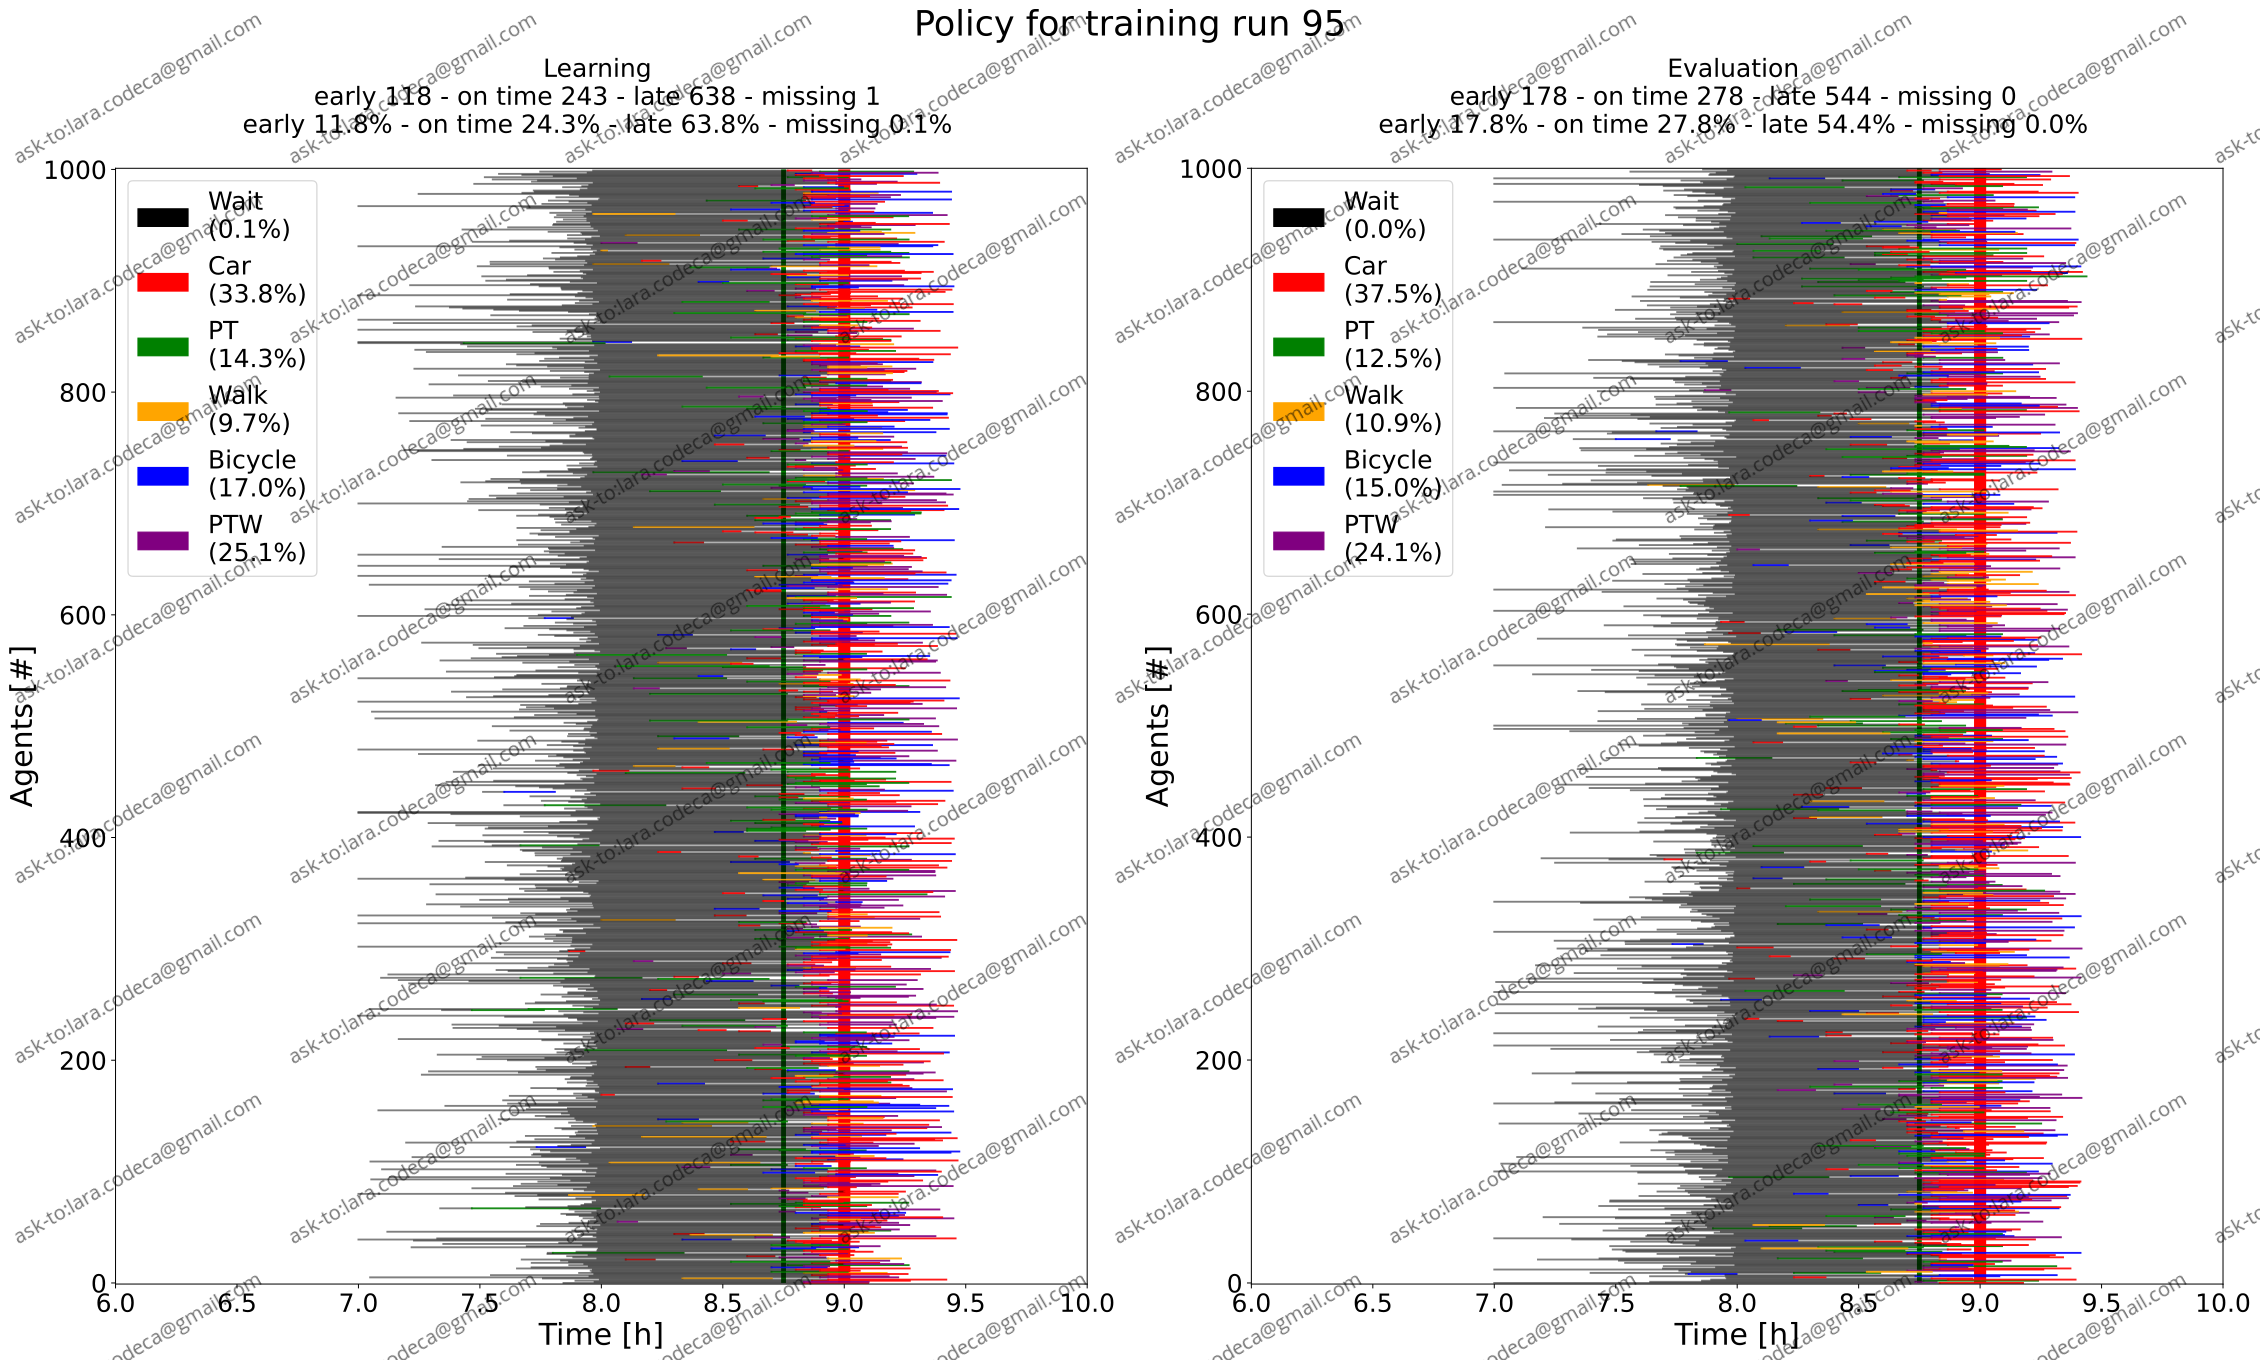 Policy for training run 95
Learning
early 118 - on time 243 - late 638 - missing 1
early 11.8% - on time 24.3% - late 63.8% - missing 0.1%
Wait
(0.1%)
Car
(33.8%)
PT
(14.3%)
Walk
(9.7%)
Bicycle
(17.0%)
PTW
(25.1%)
Agents [#]
1000
800
600
400
200
0
6.0 6.5 7.0 7.5 8.0 8.5 9.0 9.5 10.0
Time [h]
Evaluation
early 178 - on time 278 - late 544 - missing 0
early 17.8% - on time 27.8% - late 54.4% - missing 0.0%
Wait
(0.0%)
Car
(37.5%)
PT
(12.5%)
Walk
(10.9%)
Bicycle
(15.0%)
PTW
(24.1%)
Agents [#]
1000
800
600
400
200
0
6.0 6.5 7.0 7.5 8.0 8.5 9.0 9.5 10.0
Time [h]
ask-to:lara.codeca@gmail.com